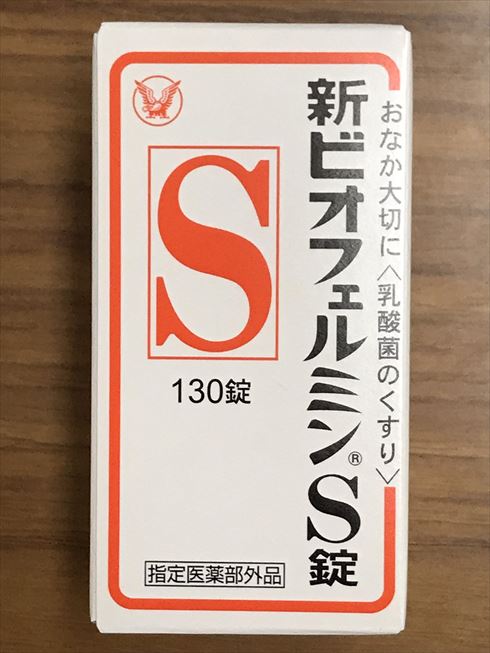 おなか大切に〈乳酸菌のくすり〉
新ビオフェルミン®S錠
S
130錠
指定医薬部外品